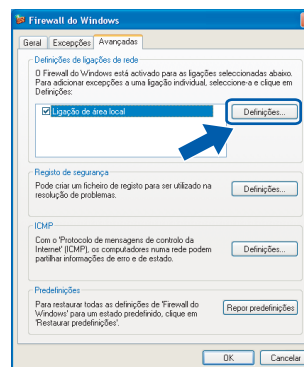 Firewall do Windows
Geral Excepções Avançadas
Definições de ligações de rede
O Firewall do Windows está activado para as ligações seleccionadas abaixo.
Para adicionar excepções a uma ligação individual, seleccione-a e clique em
Definições:
Ligação de área local
Definições...
Registo de segurança
Pode criar um ficheiro de registo para ser utilizado na
resolução de problemas.
Definições...
ICMP
Com o 'Protocolo de mensagens de controlo da
Internet' (ICMP), os computadores numa rede podem
partilhar informações de erro e de estado.
Definições...
Predefinições
Para restaurar todas as definições de 'Firewall do
Windows' para um estado predefinido, clique em
'Restaurar predefinições'.
Repor predefinições
OK Cancelar